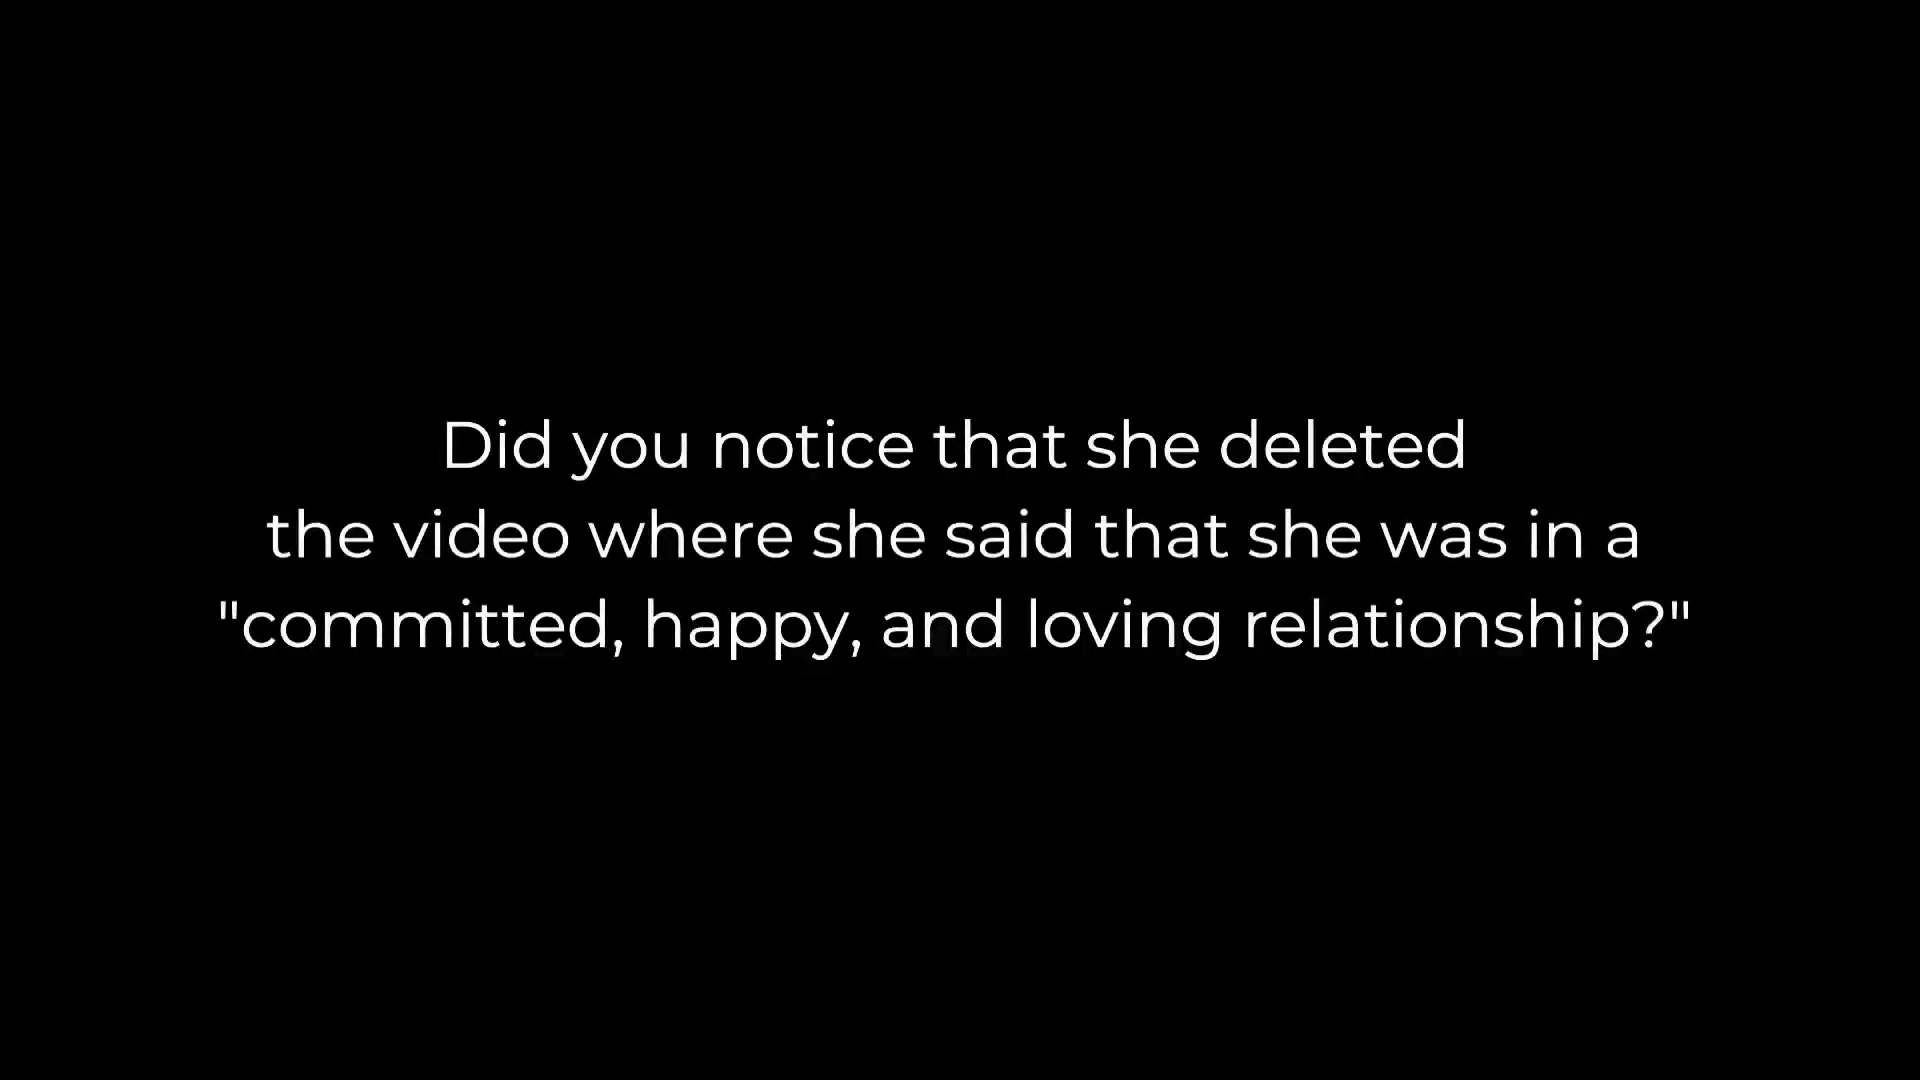 Did you notice that she deleted
the video where she said that she was in a
"committed, happy, and loving relationship?"